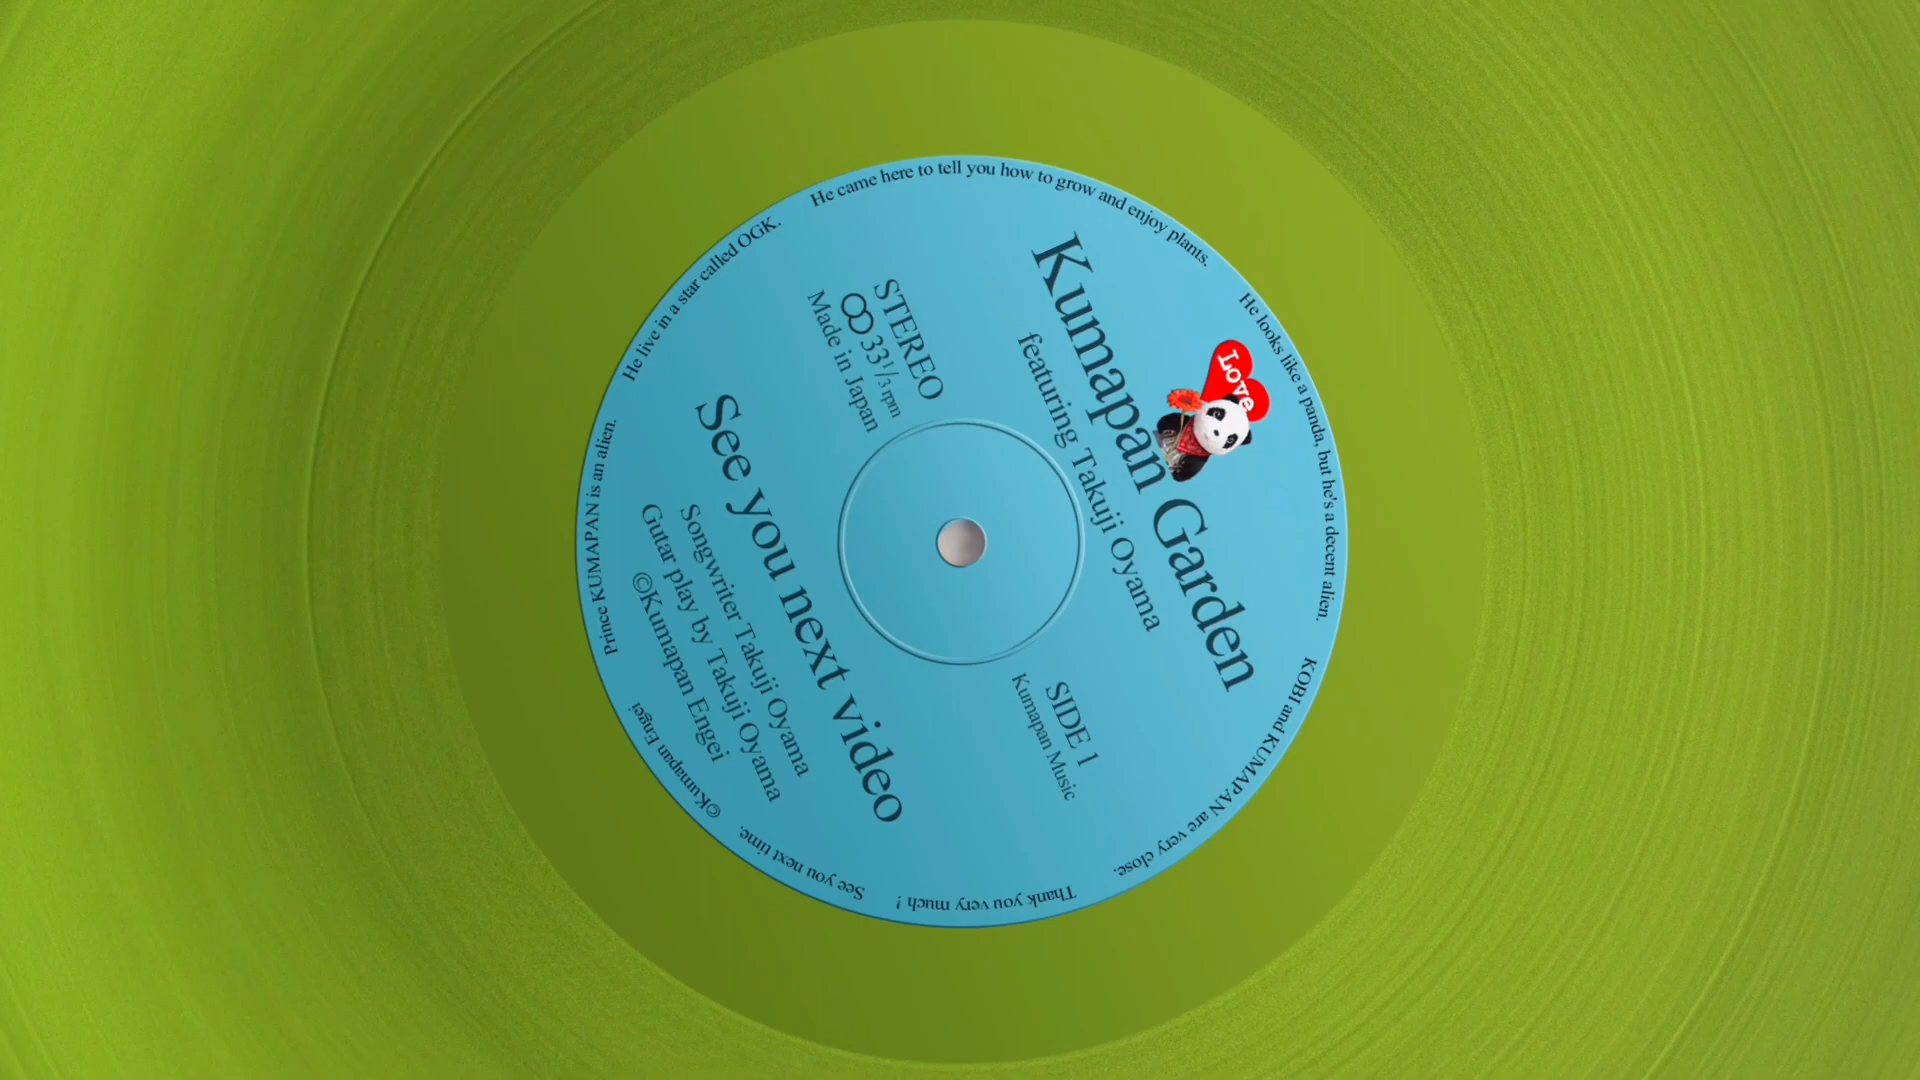 Kumapan Garden
featuring Takuji Oyama
Love
STEREO
33 1/3 rpm
Made in Japan
SIDE 1
Kumapan Music
See you next video
Songwriter Takuji Oyama
Gutar play by Takuji Oyama
©Kumapan Engei
Prince KUMAPAN is an alien.
He live in a star called OGK.
He came here to tell you how to grow and enjoy plants.
He looks like a panda, but he's a decent alien.
KOBI and KUMAPAN are very close.
Thank you very much !
See you next time.
©Kumapan Engei